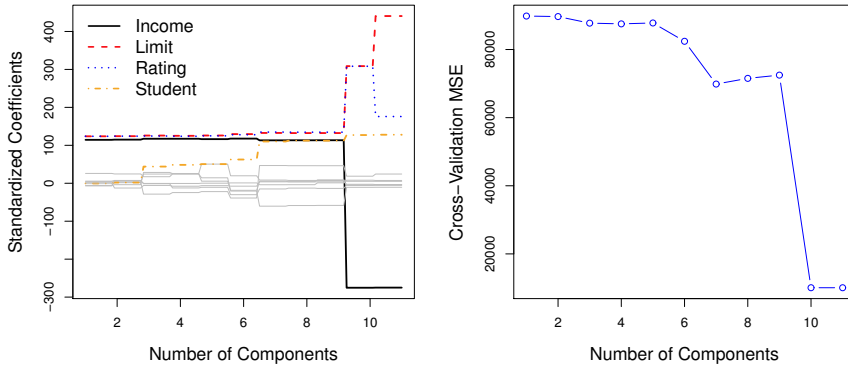 Income
Limit
Rating
Student
Standardized Coefficients
-300
-100
0
100
200
300
400
2
4
6
8
10
Number of Components
Cross-Validation MSE
20000
40000
60000
80000
2
4
6
8
10
Number of Components